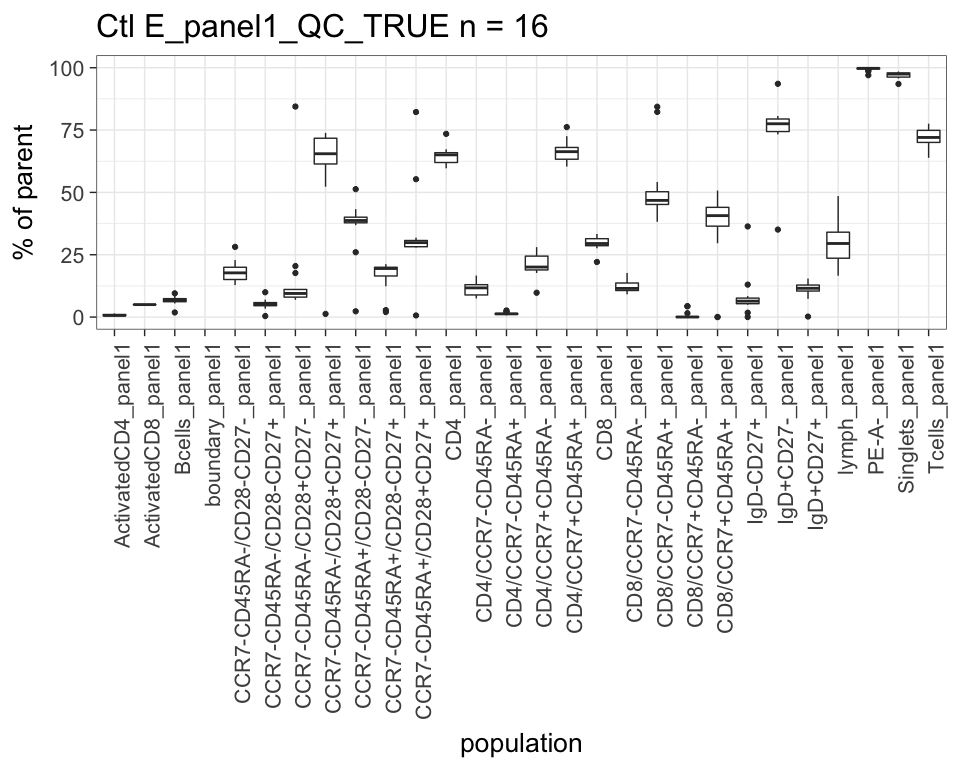 Ctl E_panel1_QC_TRUE n = 16
% of parent
100
75
50
25
0
ActivatedCD4_panel1
ActivatedCD8_panel1
Bcells_panel1
boundary_panel1
CCR7-CD45RA-/CD28-CD27-_panel1
CCR7-CD45RA-/CD28-CD27+_panel1
CCR7-CD45RA-/CD28+CD27-_panel1
CCR7-CD45RA-/CD28+CD27+_panel1
CCR7-CD45RA+/CD28-CD27-_panel1
CCR7-CD45RA+/CD28-CD27+_panel1
CCR7-CD45RA+/CD28+CD27+_panel1
CD4_panel1
CD4/CCR7-CD45RA-_panel1
CD4/CCR7-CD45RA+_panel1
CD4/CCR7+CD45RA-_panel1
CD4/CCR7+CD45RA+_panel1
CD8_panel1
CD8/CCR7-CD45RA-_panel1
CD8/CCR7-CD45RA+_panel1
CD8/CCR7+CD45RA-_panel1
CD8/CCR7+CD45RA+_panel1
IgD-CD27+_panel1
IgD+CD27-_panel1
IgD+CD27+_panel1
lymph_panel1
PE-A-_panel1
Singlets_panel1
Tcells_panel1
population